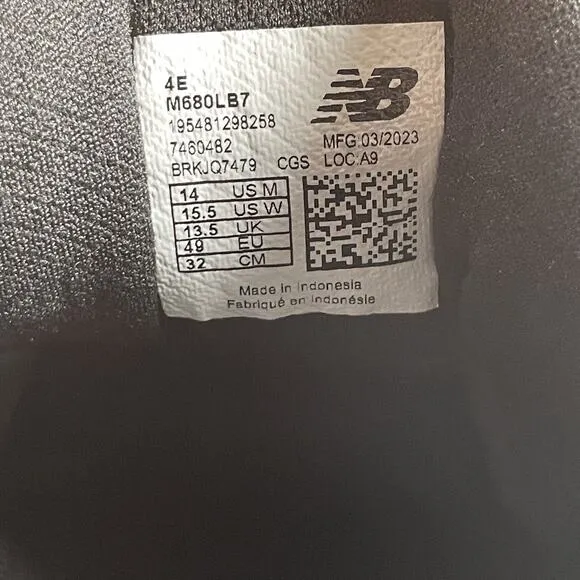 4E
M680LB7
NB
195481298258
7460482 MFG:03/2023
BRKJQ7479 CGS LOC:A9
14 US M
15.5 US W
13.5 UK
49 EU
32 CM
Made in Indonesia
Fabriqué en Indonésie